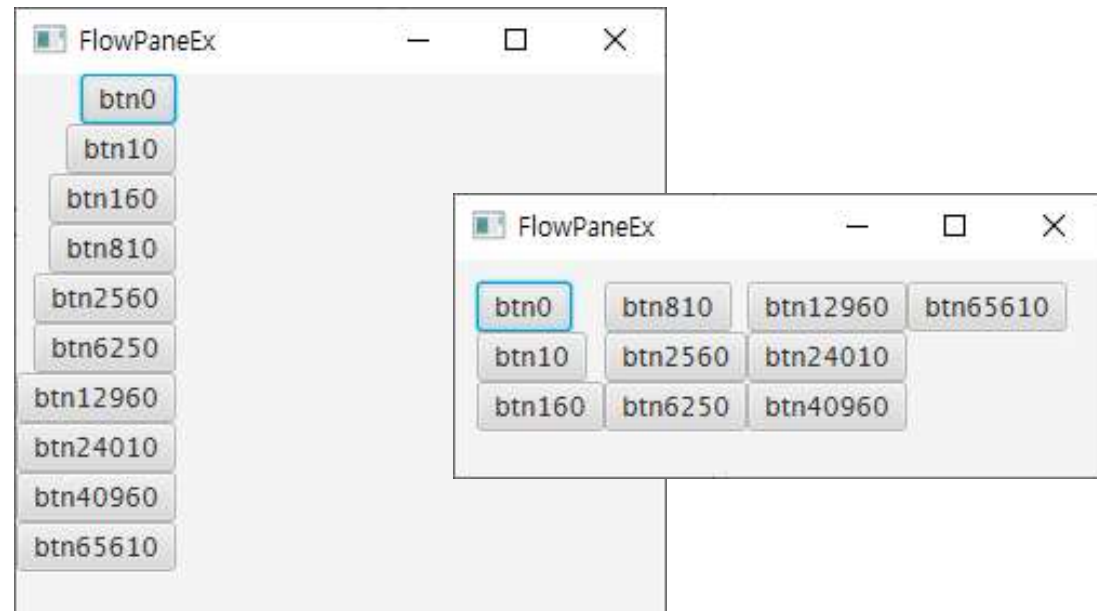 FlowPaneEx
btn0
btn10
btn160
btn810
btn2560
btn6250
btn12960
btn24010
btn40960
btn65610
FlowPaneEx
btn0 btn810 btn12960 btn65610
btn10 btn2560 btn24010
btn160 btn6250 btn40960